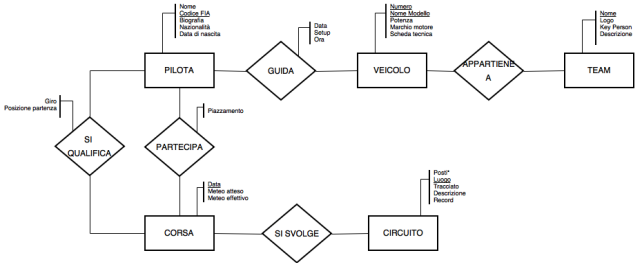 Nome
Codice FIA
Biografia
Nazionalità
Data di nascita
Data
Setup
Ora
Numero
Nome Modello
Potenza
Marchio motore
Scheda tecnica
Nome
Logo
Key Person
Descrizione
PILOTA
GUIDA
VEICOLO
APPARTIENE
A
TEAM
Giro
Posizione partenza
Piazzamento
SI
QUALIFICA
PARTECIPA
Data
Meteo atteso
Meteo effettivo
Posti*
Luogo
Tracciato
Descrizione
Record
CORSA
SI SVOLGE
CIRCUITO